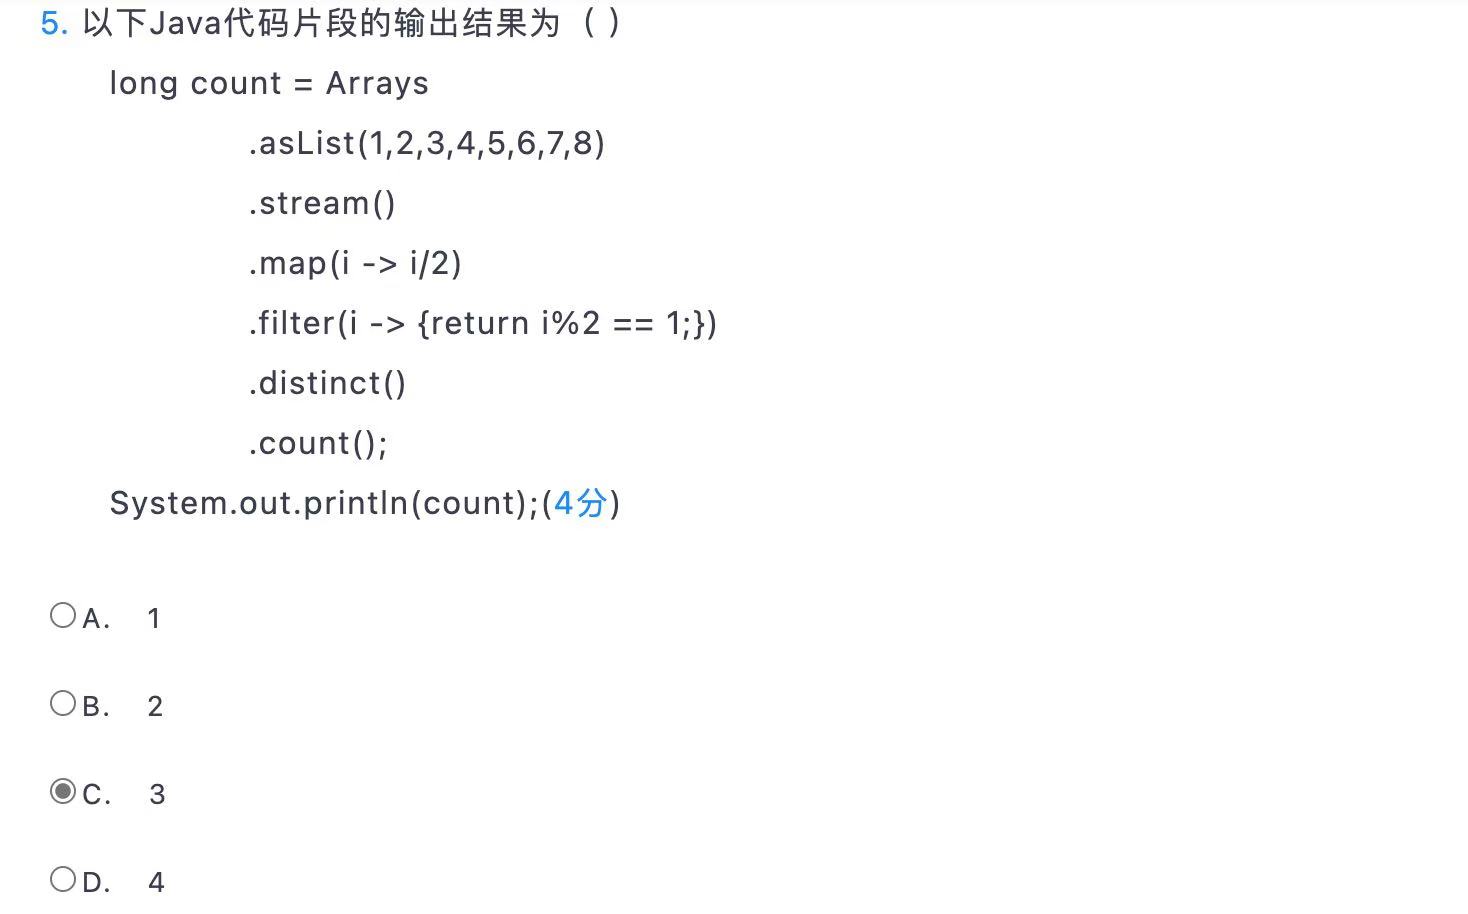 5. 以下Java代码片段的输出结果为（ ）
long count = Arrays
.asList(1,2,3,4,5,6,7,8)
.stream()
.map(i -> i/2)
.filter(i -> {return i%2 == 1;})
.distinct()
.count();
System.out.println(count);(4分)
A. 1
B. 2
C. 3
D. 4